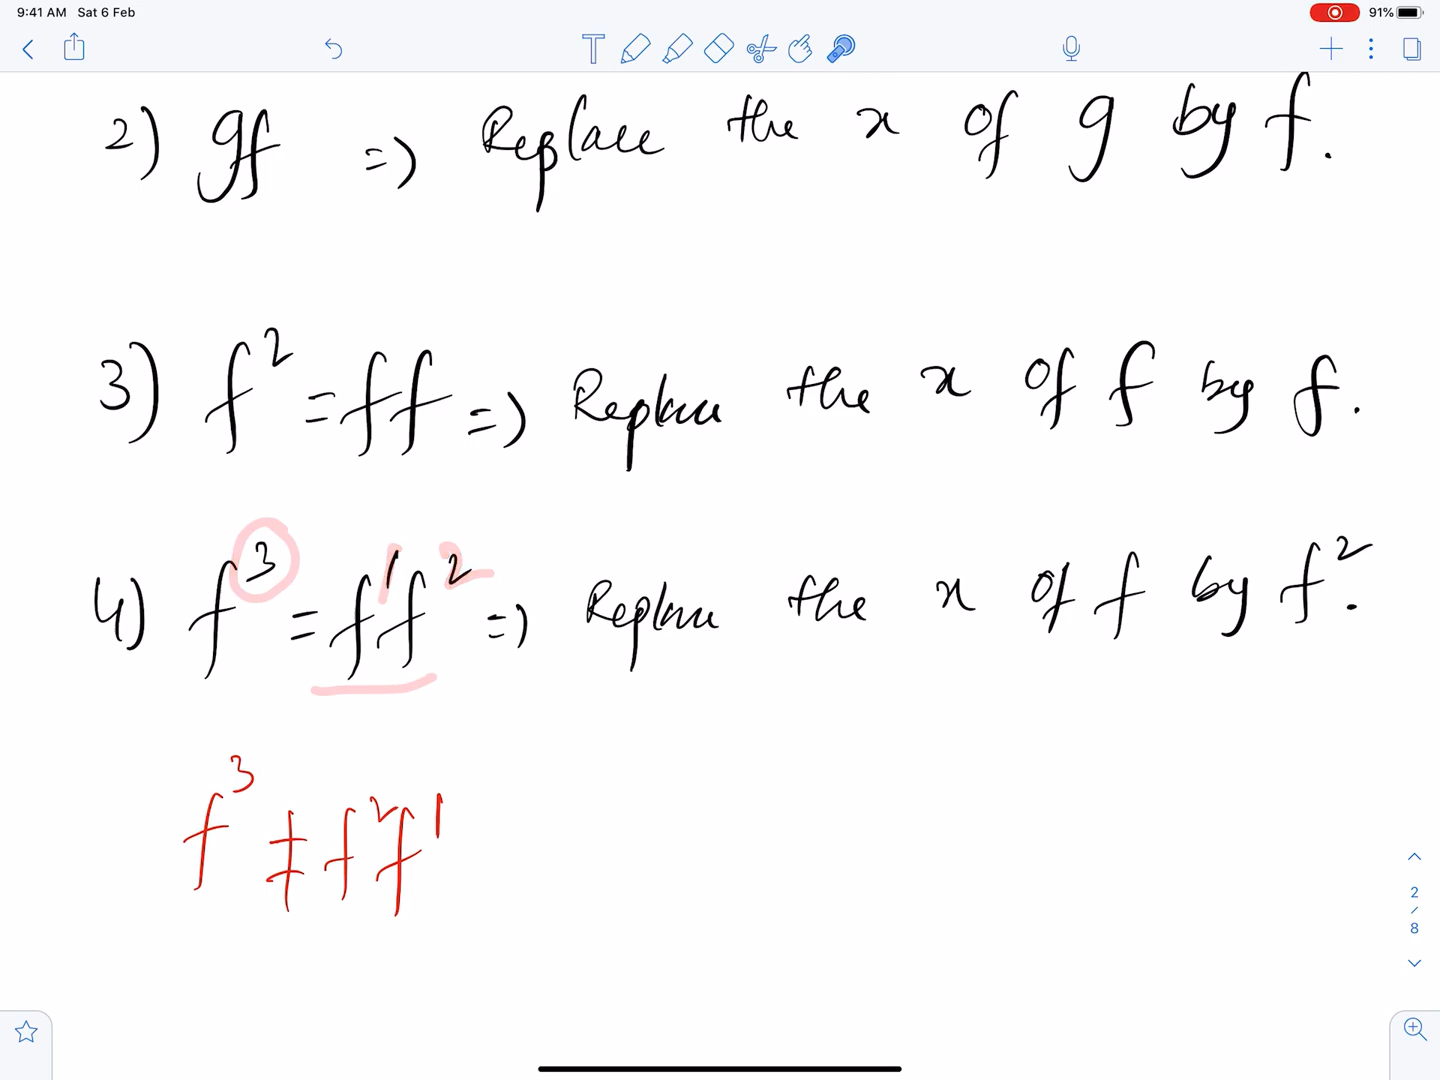 9:41 AM Sat 6 Feb 91%
T
2) gf => Replace the x of g by f.
3) f² = ff => Replace the x of f by f.
4) f³ = f¹f² => Replace the x of f by f².
f³ ≠ f²f¹
2
/
8